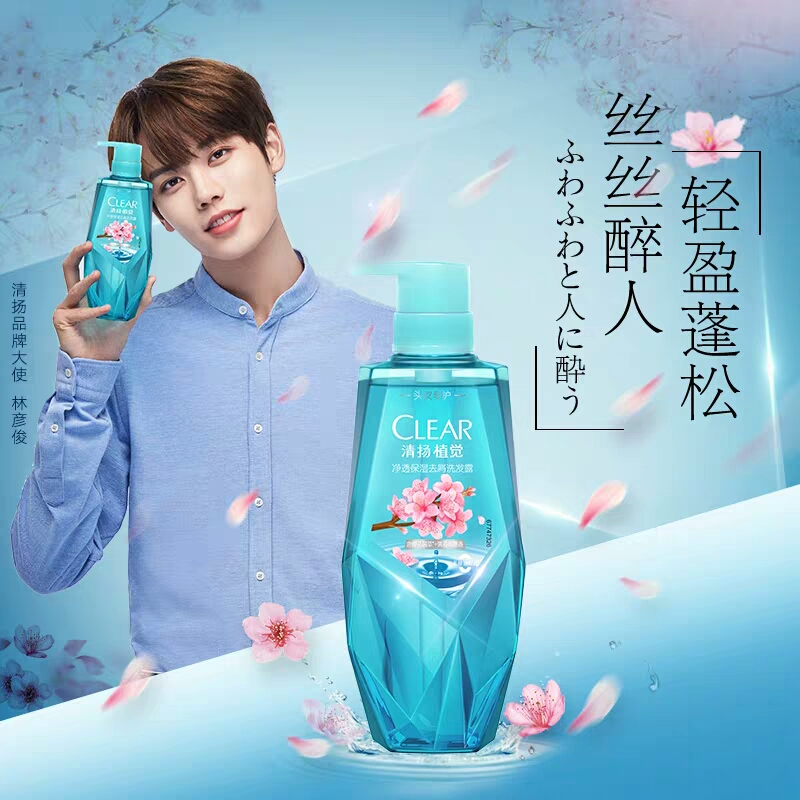 轻盈蓬松
丝丝醉人
ふわふわと人に酔う
清扬品牌大使 林彦俊
CLEAR
清扬植觉
CLEAR
清扬植觉
净透保湿去屑洗发露
6774720